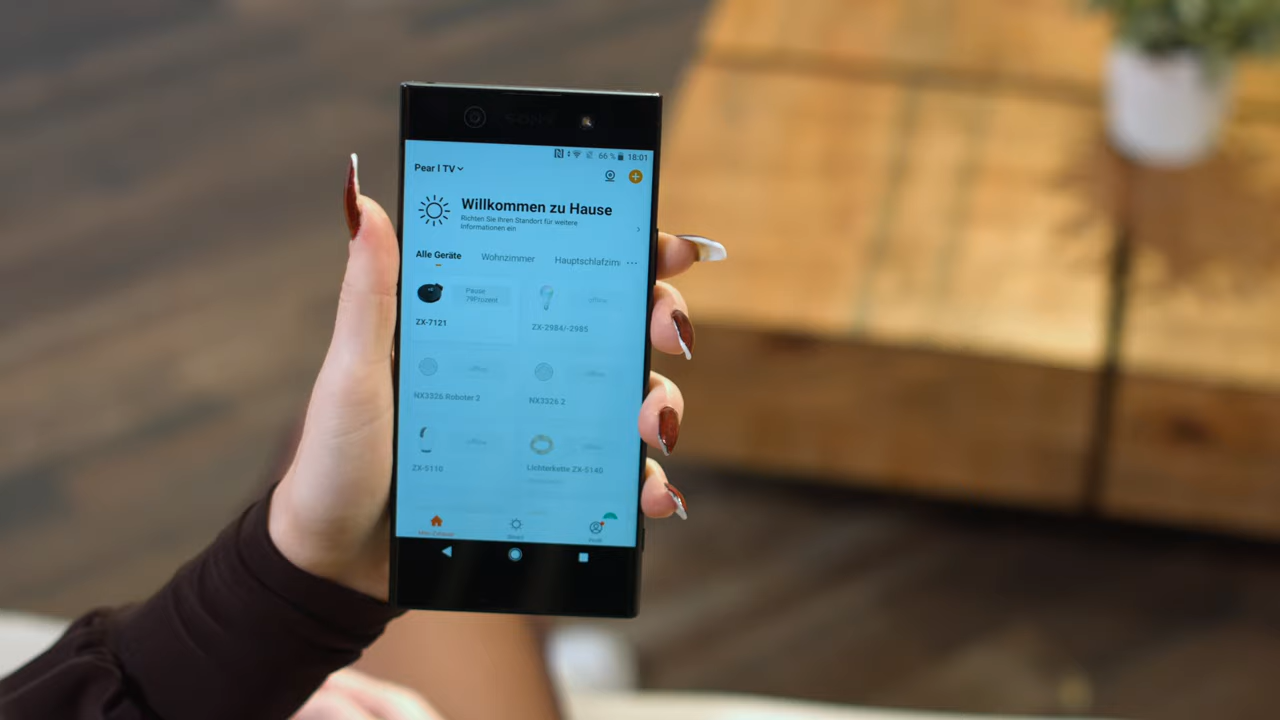 SONY
66 % 18:01
Pear l TV
Willkommen zu Hause
Richten Sie Ihren Standort für weitere
Informationen ein
Alle Geräte Wohnzimmer Hauptschlafzim ...
Pause
79Prozent
ZX-7121 ZX-2984/-2985
NX3326 Roboter 2 NX3326 2
ZX-5110 Lichterkette ZX-5140